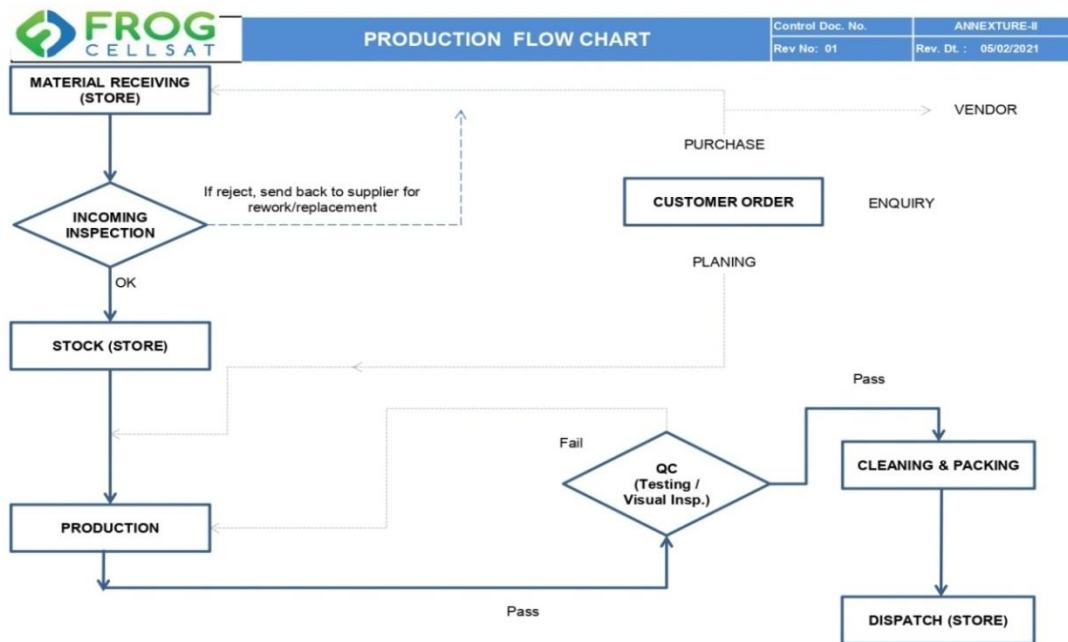 FROG
CELLSAT
PRODUCTION FLOW CHART
Control Doc. No.
ANNEXTURE-II
Rev No: 01
Rev. Dt. : 05/02/2021
MATERIAL RECEIVING
(STORE)
VENDOR
PURCHASE
If reject, send back to supplier for
rework/replacement
CUSTOMER ORDER
ENQUIRY
INCOMING
INSPECTION
PLANING
OK
STOCK (STORE)
Pass
Fail
QC
(Testing /
Visual Insp.)
CLEANING & PACKING
PRODUCTION
Pass
DISPATCH (STORE)